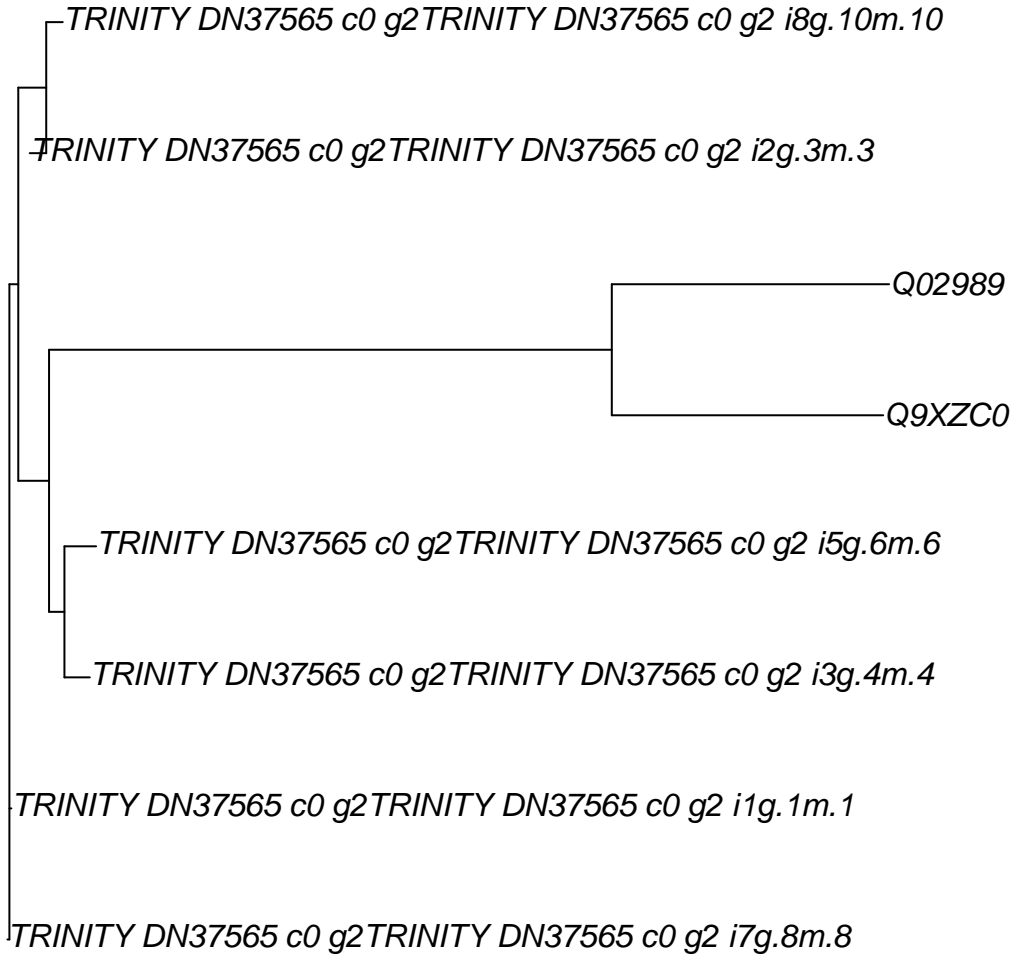 TRINITY DN37565 c0 g2TRINITY DN37565 c0 g2 i8g.10m.10
TRINITY DN37565 c0 g2TRINITY DN37565 c0 g2 i2g.3m.3
Q02989
Q9XZC0
TRINITY DN37565 c0 g2TRINITY DN37565 c0 g2 i5g.6m.6
TRINITY DN37565 c0 g2TRINITY DN37565 c0 g2 i3g.4m.4
TRINITY DN37565 c0 g2TRINITY DN37565 c0 g2 i1g.1m.1
TRINITY DN37565 c0 g2TRINITY DN37565 c0 g2 i7g.8m.8